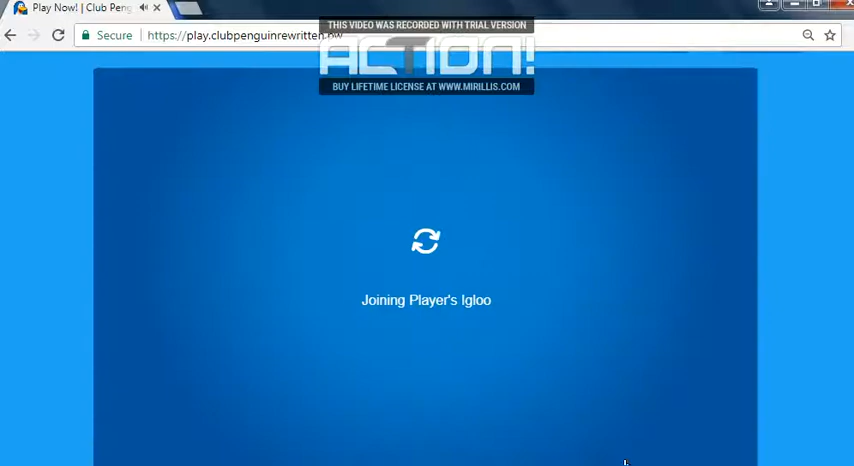 Play Now! | Club Peng
THIS VIDEO WAS RECORDED WITH TRIAL VERSION
Secure
https://play.clubpenguinrewritten.pw
ACTION!
BUY LIFETIME LICENSE AT WWW.MIRILLIS.COM
Joining Player's Igloo